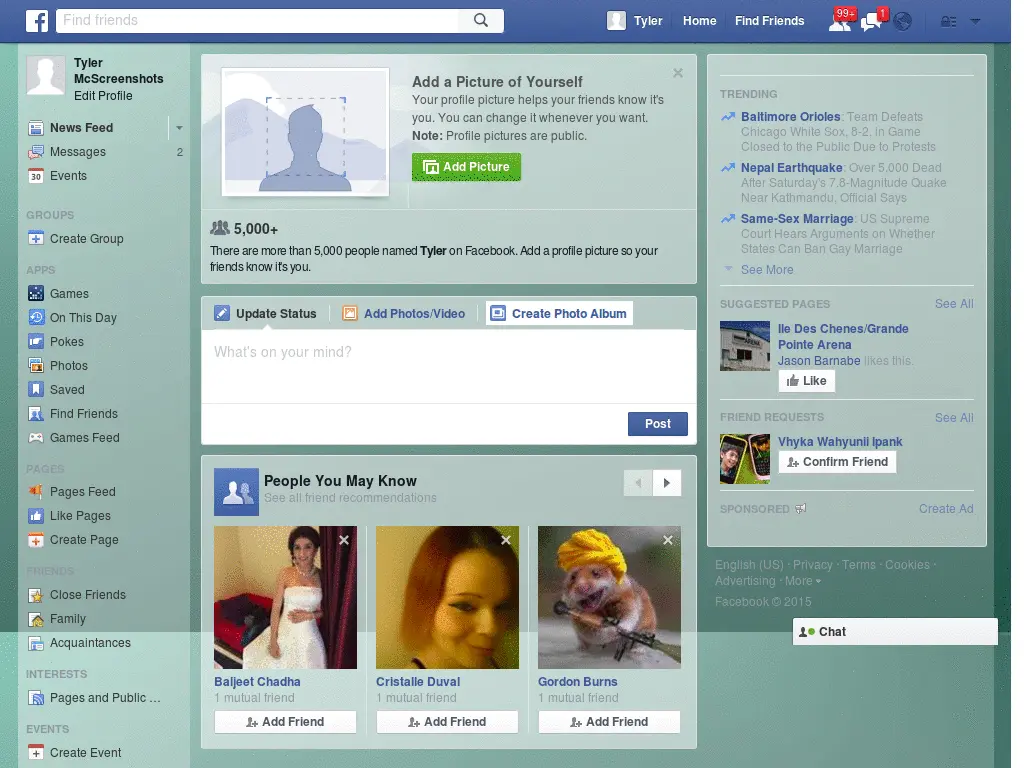 f
Find friends
Tyler
Home
Find Friends
99+
1
Tyler
McScreenshots
Edit Profile
News Feed
Messages
2
30
Events
GROUPS
Create Group
APPS
Games
On This Day
Pokes
Photos
Saved
Find Friends
Games Feed
PAGES
Pages Feed
Like Pages
Create Page
FRIENDS
Close Friends
Family
Acquaintances
INTERESTS
Pages and Public ...
EVENTS
Create Event
Add a Picture of Yourself
Your profile picture helps your friends know it's
you. You can change it whenever you want.
Note: Profile pictures are public.
Add Picture
5,000+
There are more than 5,000 people named Tyler on Facebook. Add a profile picture so your
friends know it's you.
Update Status
Add Photos/Video
Create Photo Album
What's on your mind?
Post
People You May Know
See all friend recommendations
Baljeet Chadha
1 mutual friend
Add Friend
Cristalle Duval
1 mutual friend
Add Friend
Gordon Burns
1 mutual friend
Add Friend
TRENDING
Baltimore Orioles: Team Defeats
Chicago White Sox, 8-2, in Game
Closed to the Public Due to Protests
Nepal Earthquake: Over 5,000 Dead
After Saturday's 7.8-Magnitude Quake
Near Kathmandu, Official Says
Same-Sex Marriage: US Supreme
Court Hears Arguments on Whether
States Can Ban Gay Marriage
See More
SUGGESTED PAGES
See All
Ile Des Chenes/Grande
Pointe Arena
Jason Barnabe likes this.
Like
FRIEND REQUESTS
See All
Vhyka Wahyunii Ipank
Confirm Friend
SPONSORED
Create Ad
English (US) · Privacy · Terms · Cookies ·
Advertising · More
Facebook © 2015
Chat